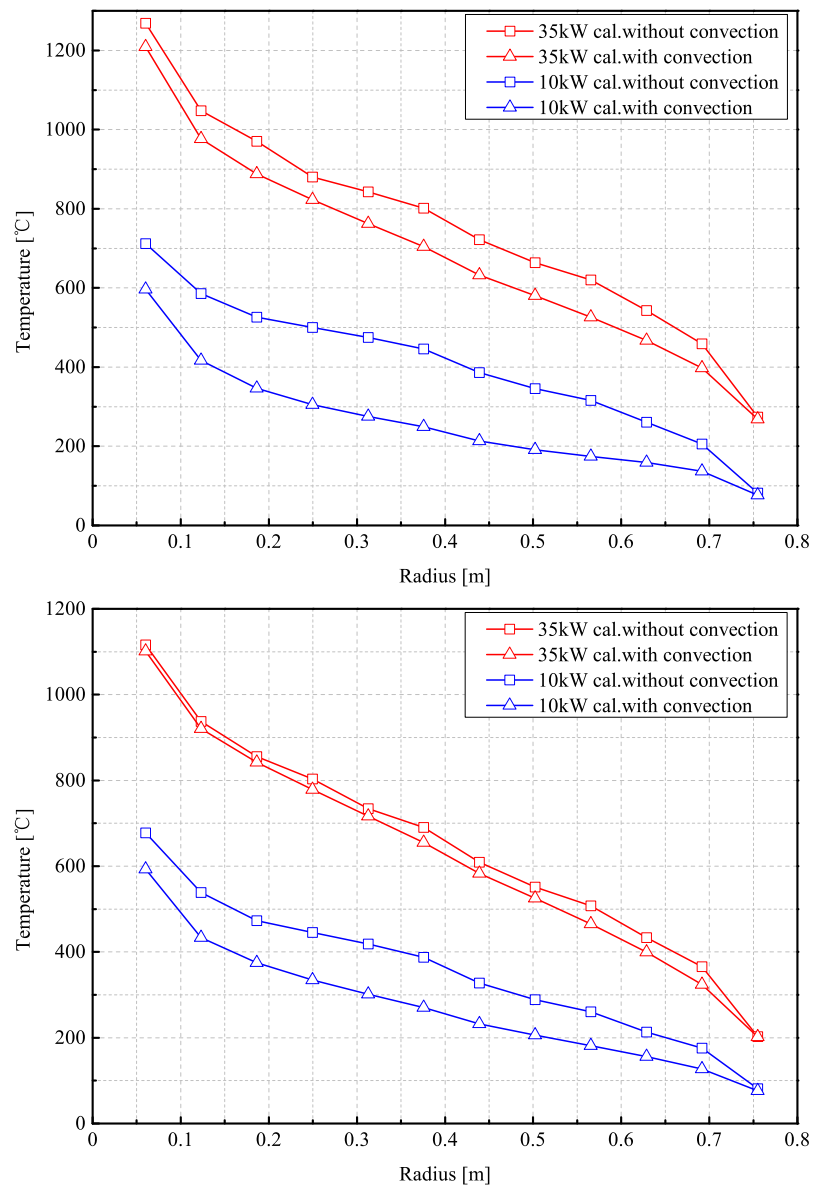 35kW cal.without convection
35kW cal.with convection
10kW cal.without convection
10kW cal.with convection
1200
1000
800
600
400
200
0
Temperature [℃]
0 0.1 0.2 0.3 0.4 0.5 0.6 0.7 0.8
Radius [m]
35kW cal.without convection
35kW cal.with convection
10kW cal.without convection
10kW cal.with convection
1200
1000
800
600
400
200
0
Temperature [℃]
0 0.1 0.2 0.3 0.4 0.5 0.6 0.7 0.8
Radius [m]